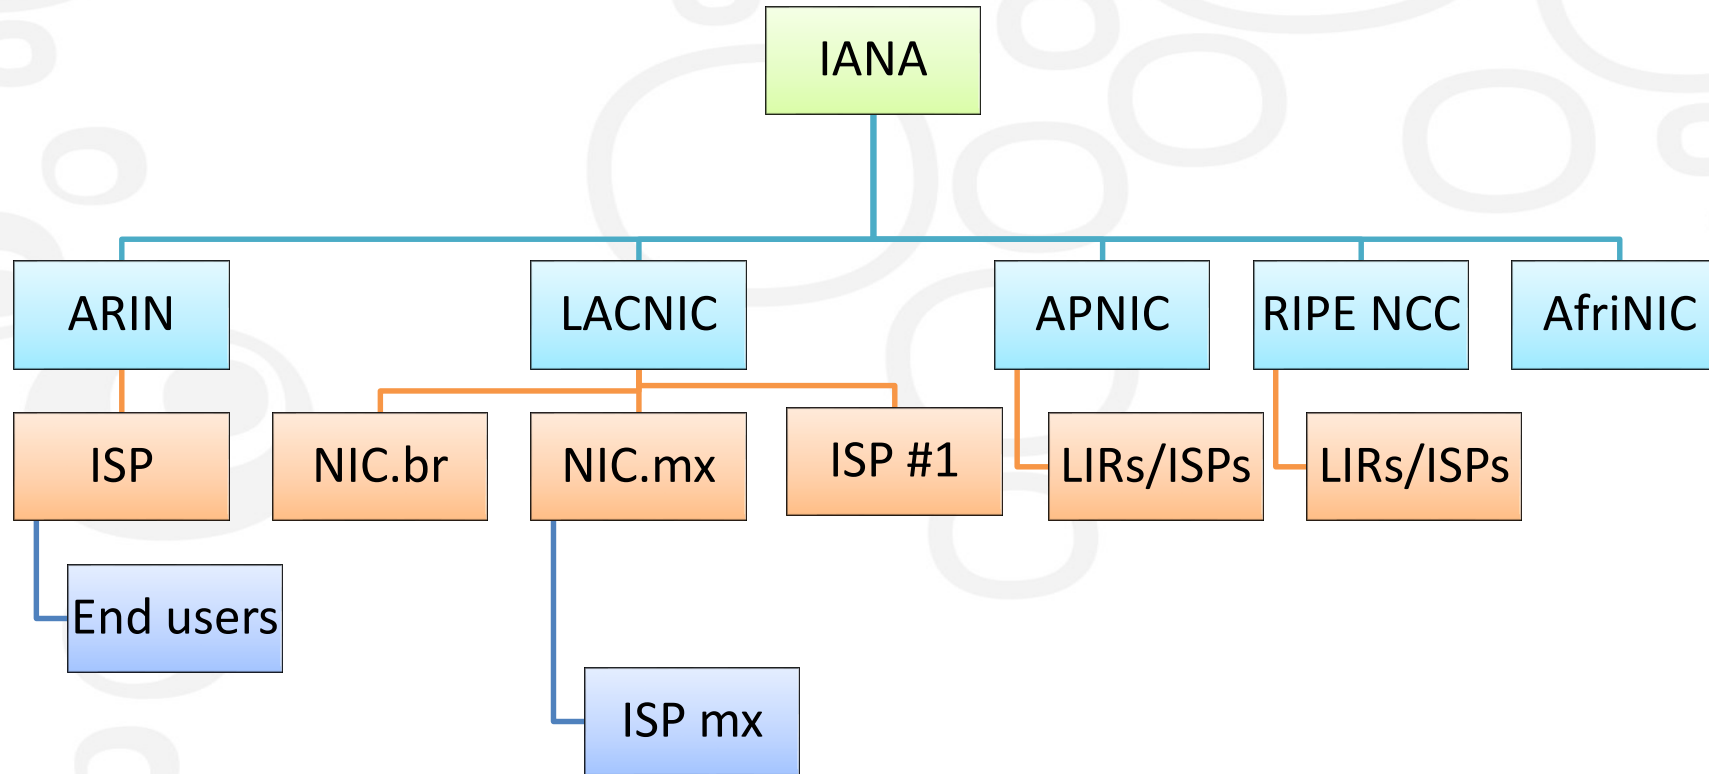 IANA
ARIN
LACNIC
APNIC
RIPE NCC
AfriNIC
ISP
NIC.br
NIC.mx
ISP #1
LIRs/ISPs
LIRs/ISPs
End users
ISP mx